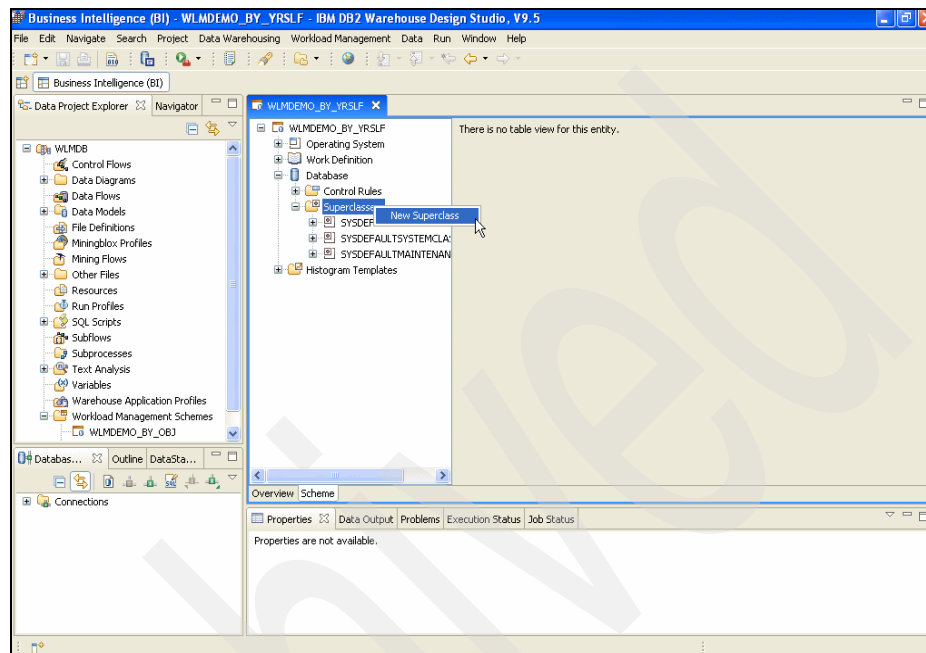 Business Intelligence (BI) - WLMDEMO_BY_YRSLF - IBM DB2 Warehouse Design Studio, V9.5
File Edit Navigate Search Project Data Warehousing Workload Management Data Run Window Help
Business Intelligence (BI)
Data Project Explorer Navigator
WLMDB
Control Flows
Data Diagrams
Data Flows
Data Models
File Definitions
Miningblox Profiles
Mining Flows
Other Files
Resources
Run Profiles
SQL Scripts
Subflows
Subprocesses
Text Analysis
Variables
Warehouse Application Profiles
Workload Management Schemes
WLMDEMO_BY_OBJ
Databas... Outline DataSta...
Connections
WLMDEMO_BY_YRSLF
WLMDEMO_BY_YRSLF
Operating System
Work Definition
Database
Control Rules
Superclasse
New Superclass
SYSDEF
SYSDEFAULTSYSTEMCLA
SYSDEFAULTMAINTENAN
Histogram Templates
There is no table view for this entity.
Overview Scheme
Properties Data Output Problems Execution Status Job Status
Properties are not available.